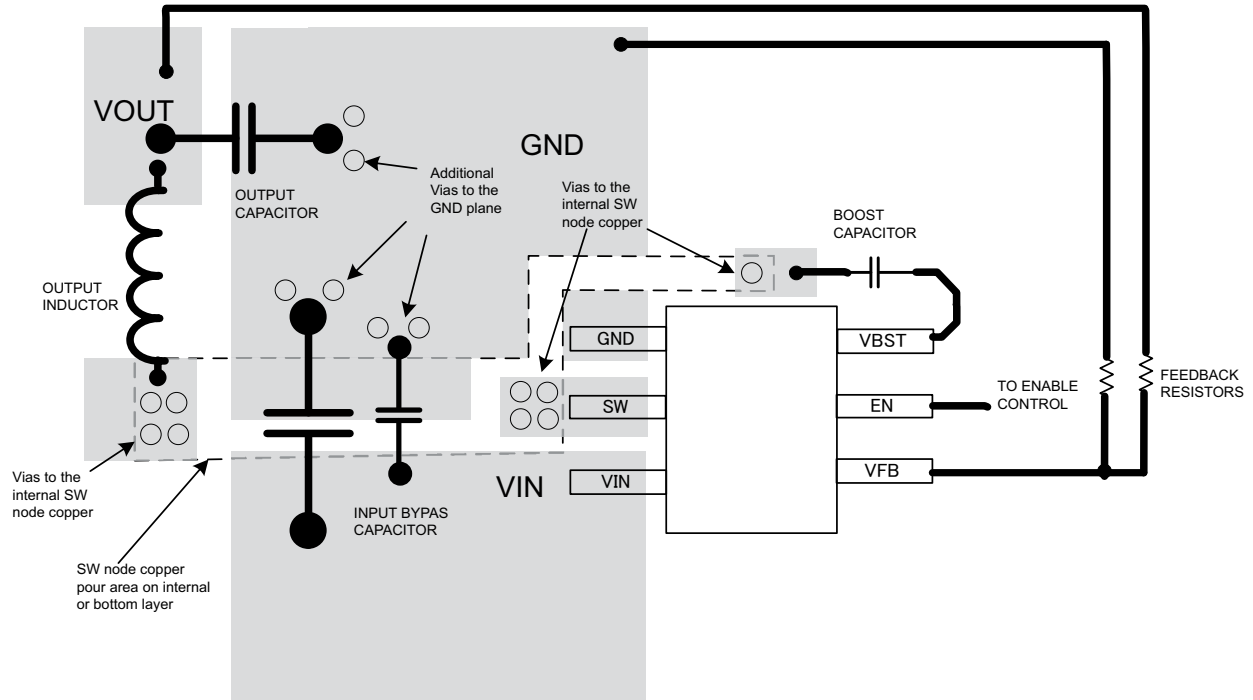 VOUT
GND
OUTPUT
CAPACITOR
Additional
Vias to the
GND plane
Vias to the
internal SW
node copper
BOOST
CAPACITOR
OUTPUT
INDUCTOR
GND
VBST
SW
EN
TO ENABLE
CONTROL
FEEDBACK
RESISTORS
VIN
VIN
VFB
Vias to the
internal SW
node copper
INPUT BYPAS
CAPACITOR
SW node copper
pour area on internal
or bottom layer